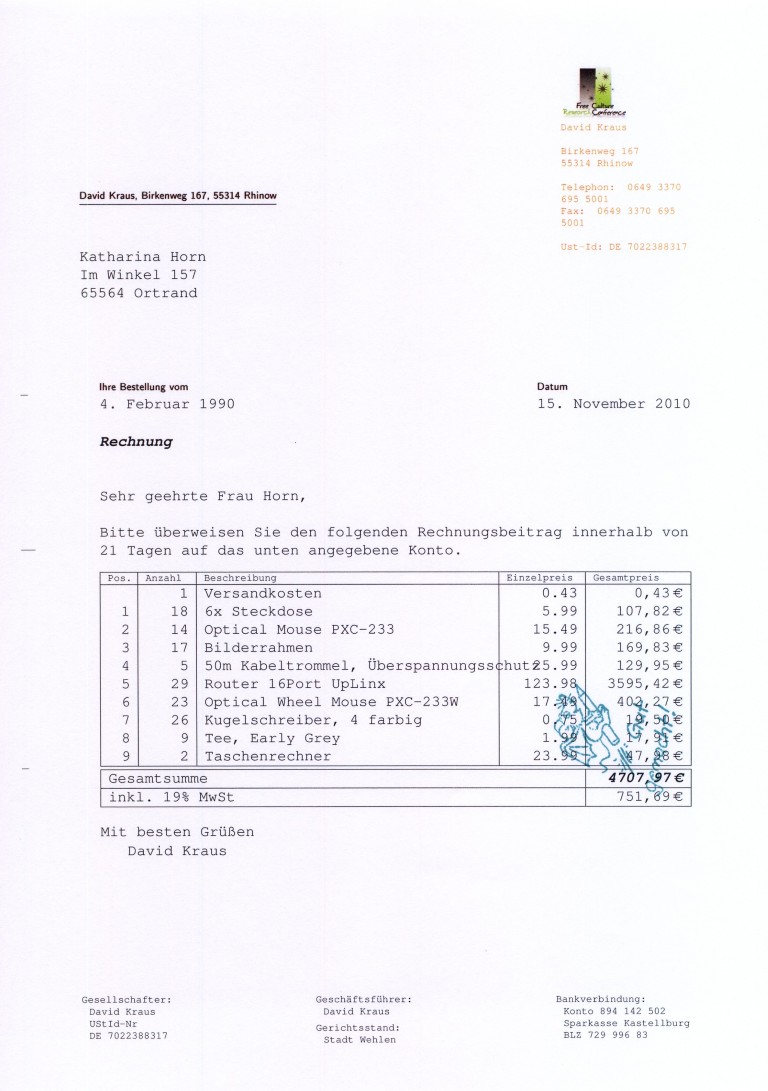 Free Culture
Research Conference
David Kraus
Birkenweg 167
55314 Rhinow
Telephon: 0649 3370
695 5001
Fax: 0649 3370 695
5001
Ust-Id: DE 7022388317
David Kraus, Birkenweg 167, 55314 Rhinow
Katharina Horn
Im Winkel 157
65564 Ortrand
Ihre Bestellung vom Datum
4. Februar 1990 15. November 2010
Rechnung
Sehr geehrte Frau Horn,
Bitte überweisen Sie den folgenden Rechnungsbeitrag innerhalb von
21 Tagen auf das unten angegebene Konto.
Pos. Anzahl Beschreibung Einzelpreis Gesamtpreis
1 Versandkosten 0.43 0,43€
1 18 6x Steckdose 5.99 107,82€
2 14 Optical Mouse PXC-233 15.49 216,86€
3 17 Bilderrahmen 9.99 169,83€
4 5 50m Kabeltrommel, Überspannungsschutz 25.99 129,95€
5 29 Router 16Port UpLinx 123.98 3595,42€
6 23 Optical Wheel Mouse PXC-233W 17.49 402,27€
7 26 Kugelschreiber, 4 farbig 0.75 19,50€
8 9 Tee, Early Grey 1.99 17,91€
9 2 Taschenrechner 23.99 47,98€
Gesamtsumme 4707,97€
inkl. 19% MwSt 751,69€
Gut
gemacht!
Mit besten Grüßen
David Kraus
Gesellschafter:
David Kraus
UStId-Nr
DE 7022388317
Geschäftsführer:
David Kraus
Gerichtsstand:
Stadt Wehlen
Bankverbindung:
Konto 894 142 502
Sparkasse Kastellburg
BLZ 729 996 83